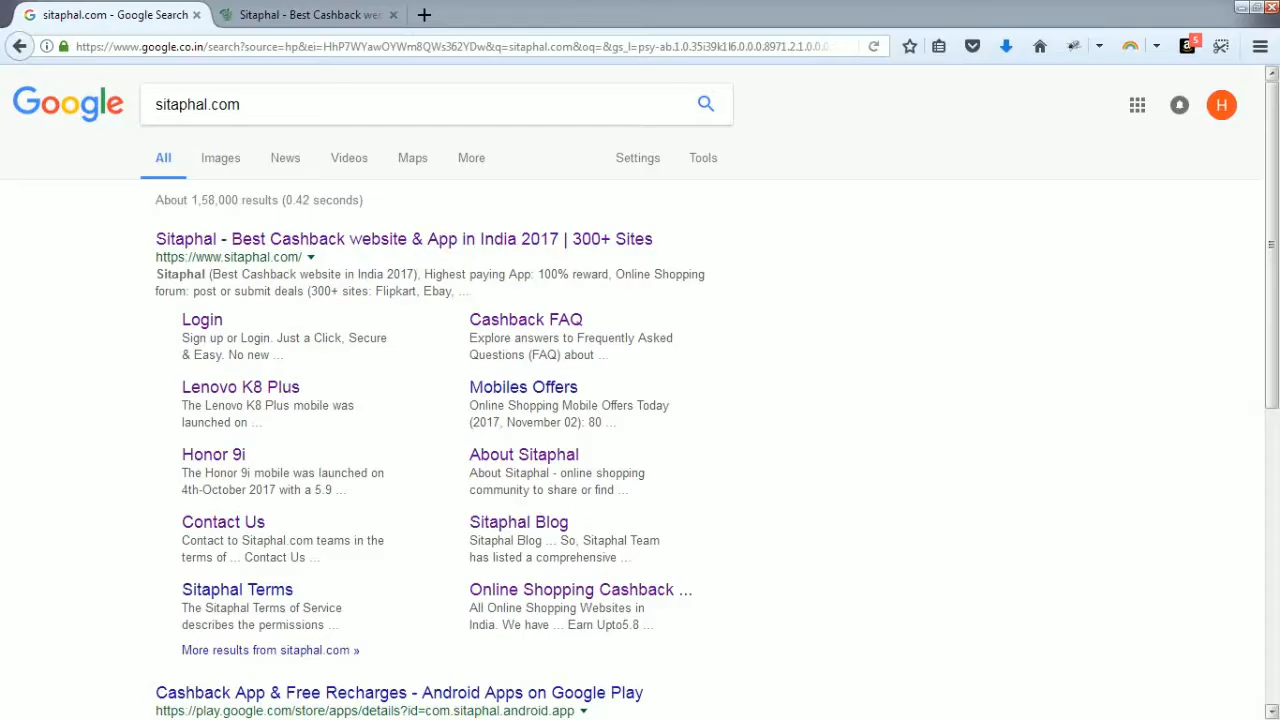 sitaphal.com - Google Search
Sitaphal - Best Cashback we
https://www.google.co.in/search?source=hp&ei=HhP7WYawOYWm8QWs362YDw&q=sitaphal.com&oq=&gs_l=psy-ab.1.0.35i39k1l6.0.0.0.8971.2.1.0.0.0.
5
Google
sitaphal.com
H
All Images News Videos Maps More Settings Tools
About 1,58,000 results (0.42 seconds)
Sitaphal - Best Cashback website & App in India 2017 | 300+ Sites
https://www.sitaphal.com/
Sitaphal (Best Cashback website in India 2017), Highest paying App: 100% reward, Online Shopping
forum: post or submit deals (300+ sites: Flipkart, Ebay, ...
Login
Sign up or Login. Just a Click, Secure
& Easy. No new ...
Cashback FAQ
Explore answers to Frequently Asked
Questions (FAQ) about ...
Lenovo K8 Plus
The Lenovo K8 Plus mobile was
launched on ...
Mobiles Offers
Online Shopping Mobile Offers Today
(2017, November 02): 80 ...
Honor 9i
The Honor 9i mobile was launched on
4th-October 2017 with a 5.9 ...
About Sitaphal
About Sitaphal - online shopping
community to share or find ...
Contact Us
Contact to Sitaphal.com teams in the
terms of ... Contact Us ...
Sitaphal Blog
Sitaphal Blog ... So, Sitaphal Team
has listed a comprehensive ...
Sitaphal Terms
The Sitaphal Terms of Service
describes the permissions ...
Online Shopping Cashback ...
All Online Shopping Websites in
India. We have ... Earn Upto5.8 ...
More results from sitaphal.com »
Cashback App & Free Recharges - Android Apps on Google Play
https://play.google.com/store/apps/details?id=com.sitaphal.android.app